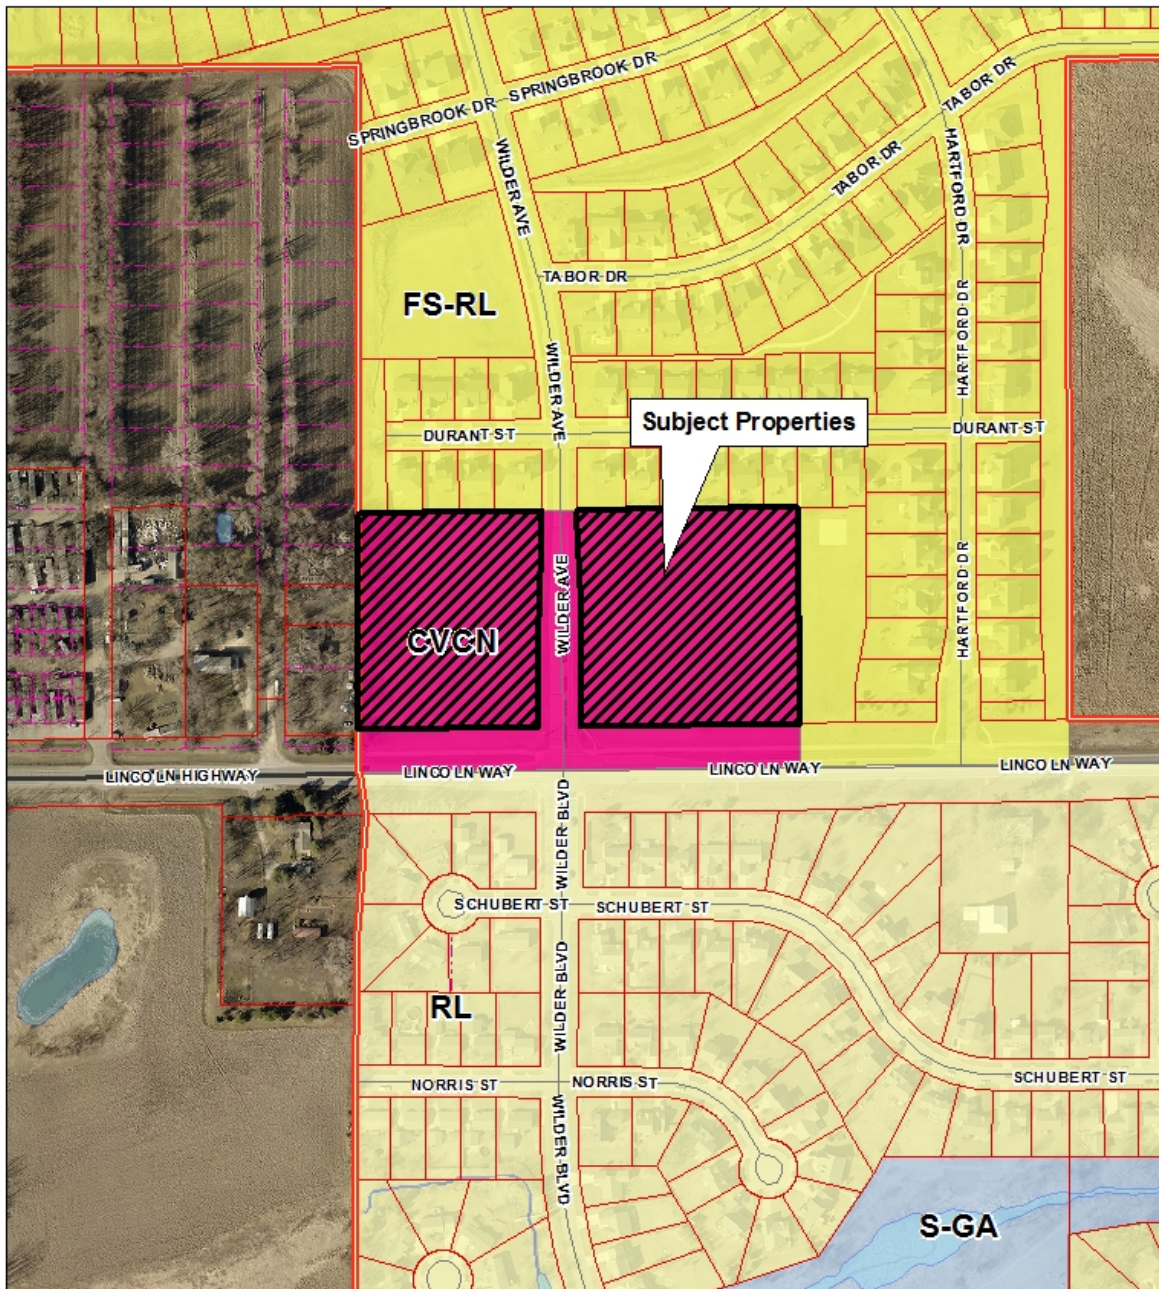 SPRINGBROOK DR
SPRINGBROOK DR
TABOR DR
WILDER AVE
HARTFORD DR
TABOR DR
TABOR DR
FS-RL
HARTFORD DR
WILDER AVE
Subject Properties
DURANT ST
DURANT ST
WILDER AVE
HARTFORD DR
CVCN
LINCOLN HIGHWAY
LINCOLN WAY
LINCOLN WAY
LINCOLN WAY
WILDER BLVD
SCHUBERT ST
SCHUBERT ST
WILDER BLVD
RL
NORRIS ST
NORRIS ST
SCHUBERT ST
WILDER BLVD
S-GA